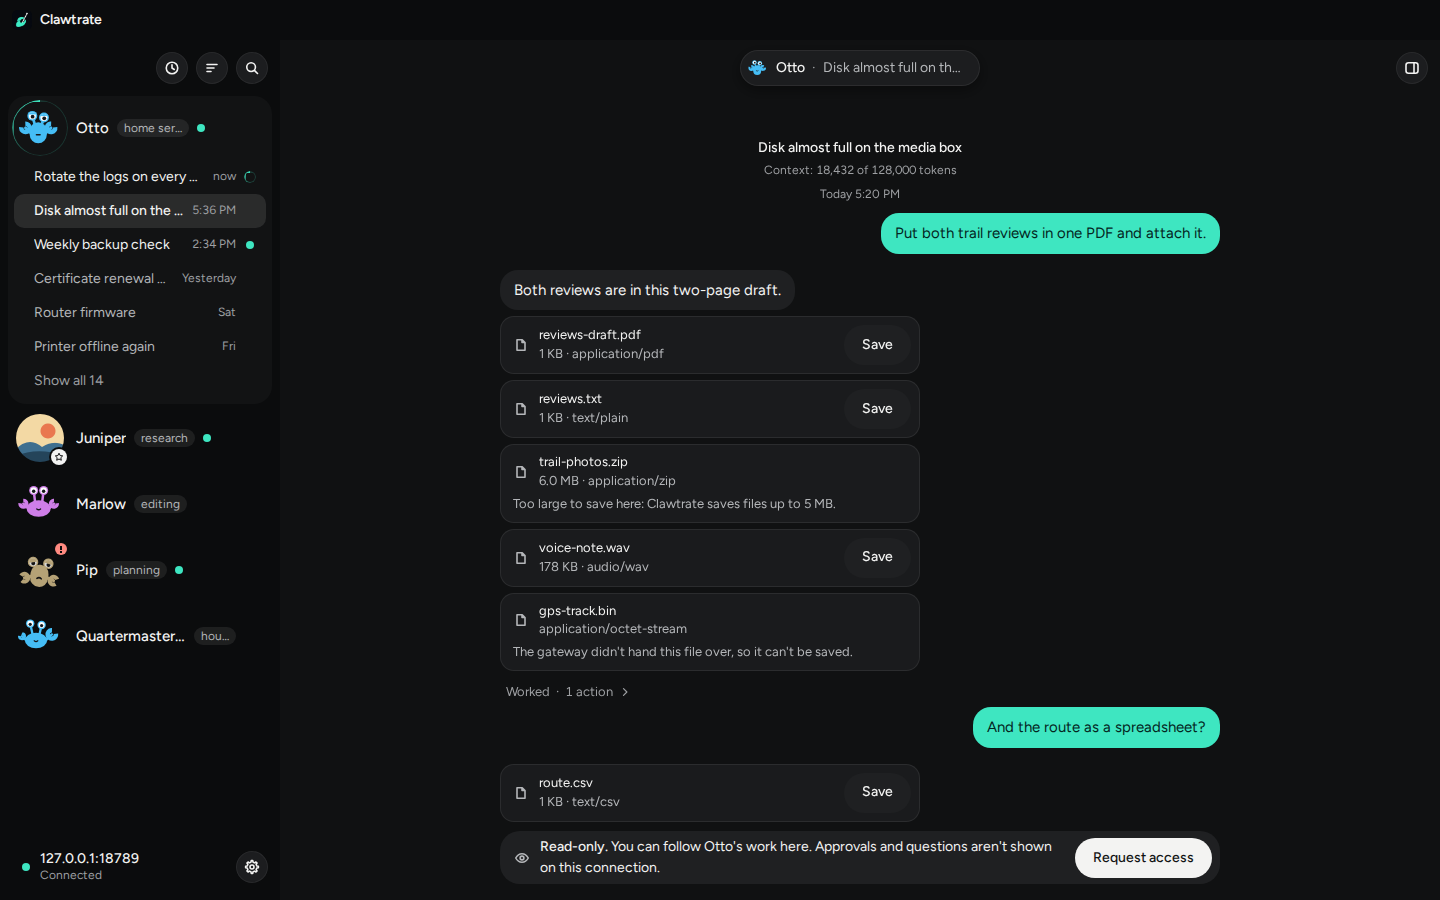 Clawtrate
Otto home ser...
Rotate the logs on every ... now
Disk almost full on the ... 5:36 PM
Weekly backup check 2:34 PM
Certificate renewal ... Yesterday
Router firmware Sat
Printer offline again Fri
Show all 14
Juniper research
Marlow editing
Pip planning
Quartermaster... hou...
127.0.0.1:18789
Connected
Otto · Disk almost full on th...
Disk almost full on the media box
Context: 18,432 of 128,000 tokens
Today 5:20 PM
Put both trail reviews in one PDF and attach it.
Both reviews are in this two-page draft.
reviews-draft.pdf
1 KB · application/pdf
Save
reviews.txt
1 KB · text/plain
Save
trail-photos.zip
6.0 MB · application/zip
Too large to save here: Clawtrate saves files up to 5 MB.
voice-note.wav
178 KB · audio/wav
Save
gps-track.bin
application/octet-stream
The gateway didn't hand this file over, so it can't be saved.
Worked · 1 action
And the route as a spreadsheet?
route.csv
1 KB · text/csv
Save
Read-only. You can follow Otto's work here. Approvals and questions aren't shown
on this connection.
Request access